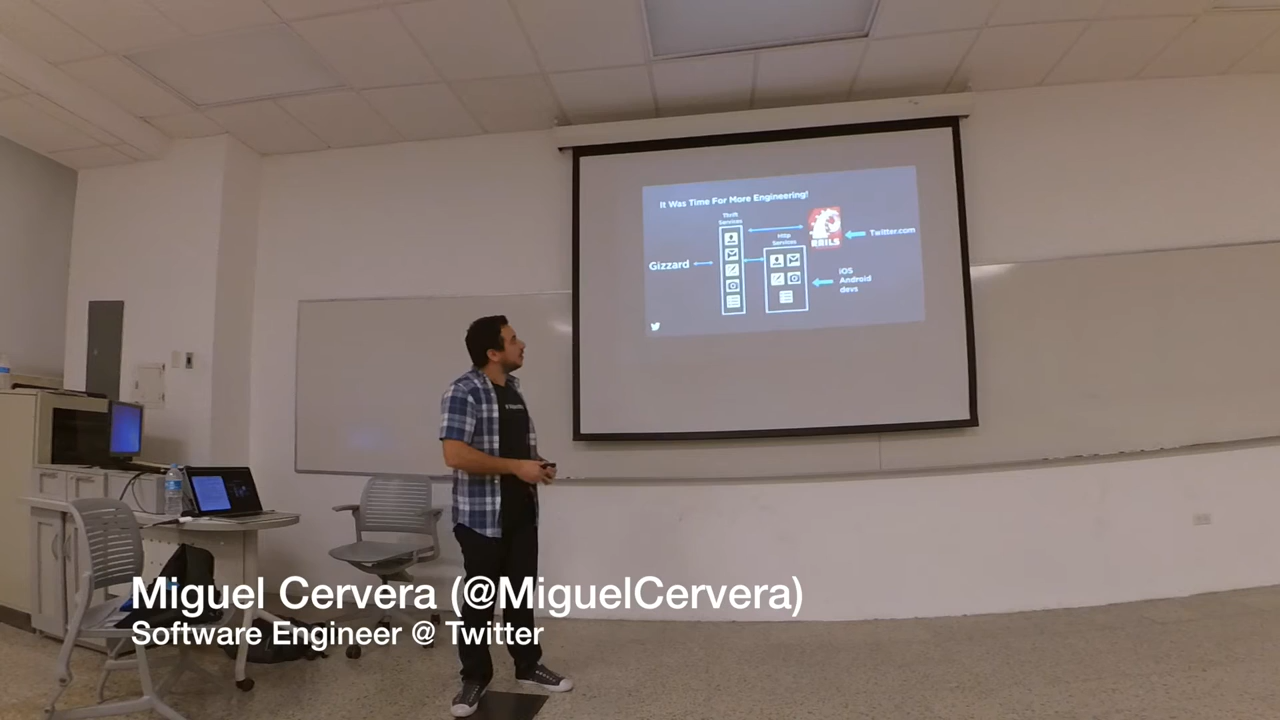 It Was Time For More Engineering!
Thrift
Services
Http
Services
RAILS
Twitter.com
Gizzard
iOS
Android
devs
Miguel Cervera (@MiguelCervera)
Software Engineer @ Twitter